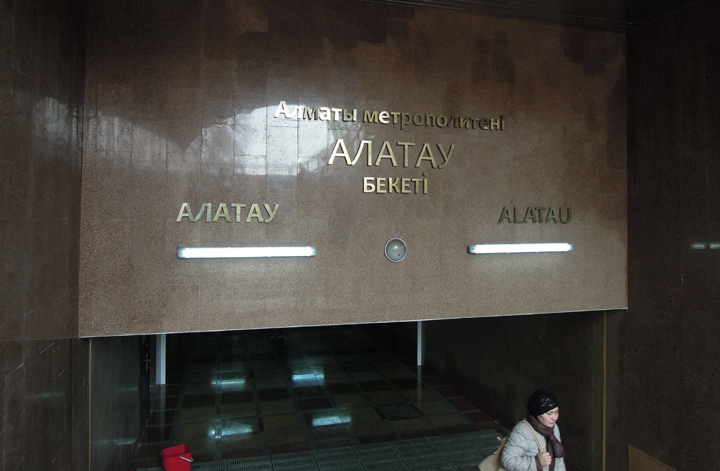 Алматы метрополитені
АЛАТАУ
БЕКЕТІ
АЛАТАУ
ALATAU